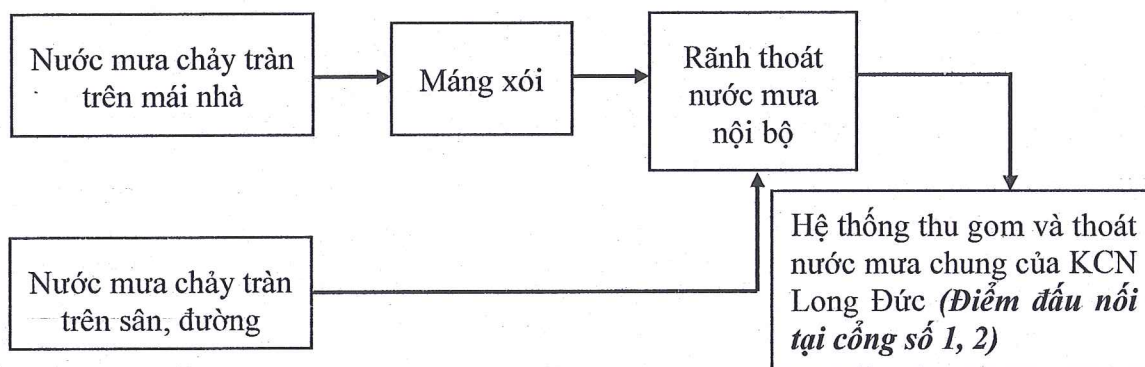 Nước mưa chảy tràn
trên mái nhà
Máng xói
Rãnh thoát
nước mưa
nội bộ
Nước mưa chảy tràn
trên sân, đường
Hệ thống thu gom và thoát
nước mưa chung của KCN
Long Đức (Điểm đấu nối
tại cổng số 1, 2)